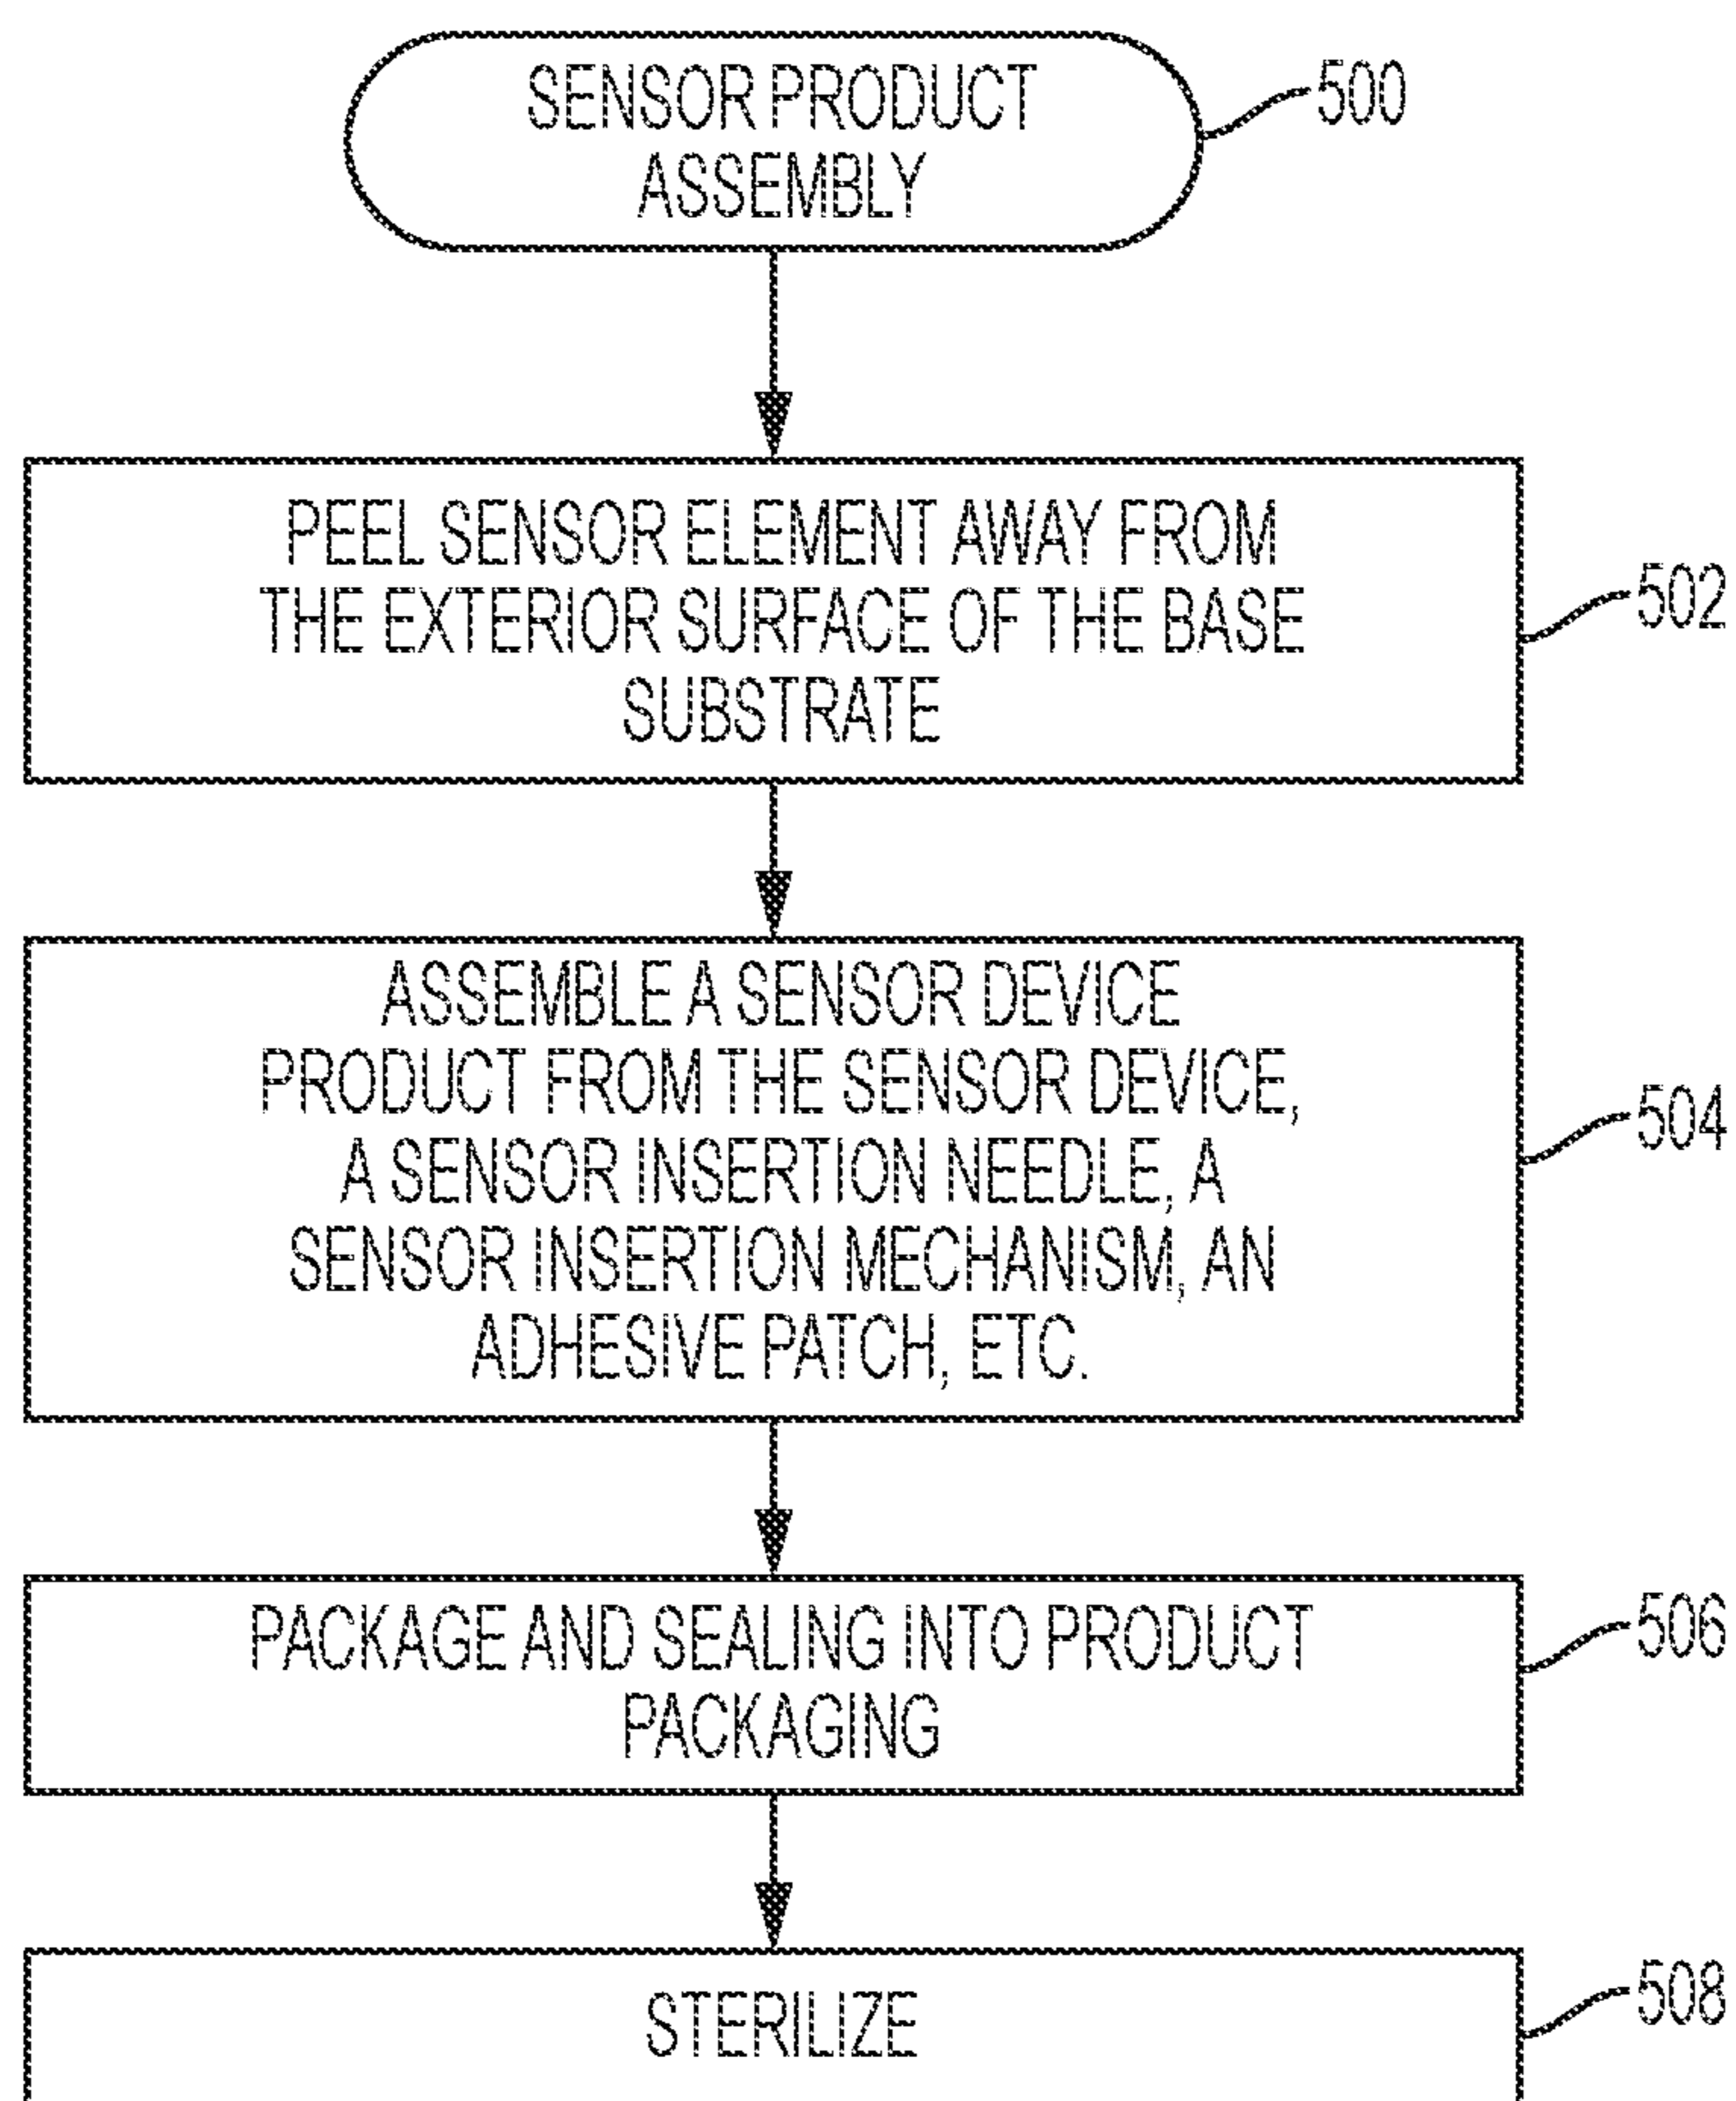 SENSOR PRODUCT
ASSEMBLY
500
PEEL SENSOR ELEMENT AWAY FROM
THE EXTERIOR SURFACE OF THE BASE
SUBSTRATE
502
ASSEMBLE A SENSOR DEVICE
PRODUCT FROM THE SENSOR DEVICE,
A SENSOR INSERTION NEEDLE, A
SENSOR INSERTION MECHANISM, AN
ADHESIVE PATCH, ETC.
504
PACKAGE AND SEALING INTO PRODUCT
PACKAGING
506
STERILIZE
508